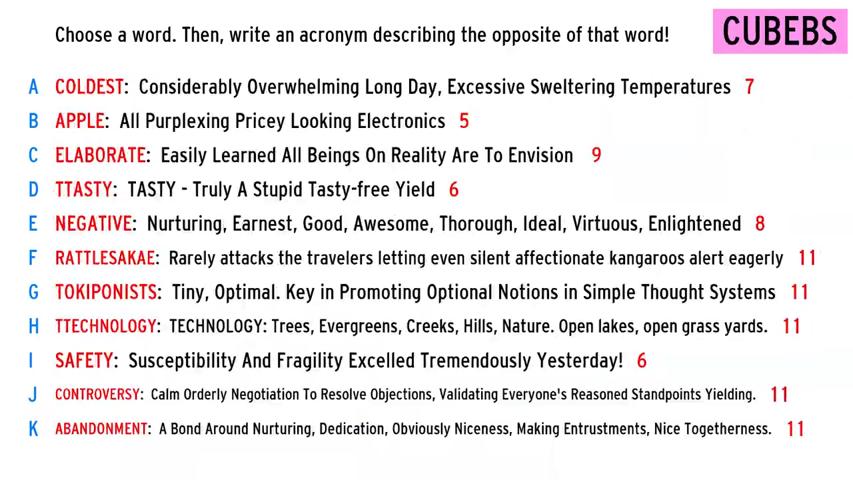 Choose a word. Then, write an acronym describing the opposite of that word!
CUBEBS
A COLDEST: Considerably Overwhelming Long Day, Excessive Sweltering Temperatures 7
B APPLE: All Purplexing Pricey Looking Electronics 5
C ELABORATE: Easily Learned All Beings On Reality Are To Envision 9
D TTASTY: TASTY - Truly A Stupid Tasty-free Yield 6
E NEGATIVE: Nurturing, Earnest, Good, Awesome, Thorough, Ideal, Virtuous, Enlightened 8
F RATTLESAKAE: Rarely attacks the travelers letting even silent affectionate kangaroos alert eagerly 11
G TOKIPONISTS: Tiny, Optimal. Key in Promoting Optional Notions in Simple Thought Systems 11
H TTECHNOLOGY: TECHNOLOGY: Trees, Evergreens, Creeks, Hills, Nature. Open lakes, open grass yards. 11
I SAFETY: Susceptibility And Fragility Excelled Tremendously Yesterday! 6
J CONTROVERSY: Calm Orderly Negotiation To Resolve Objections, Validating Everyone's Reasoned Standpoints Yielding. 11
K ABANDONMENT: A Bond Around Nurturing, Dedication, Obviously Niceness, Making Entrustments, Nice Togetherness. 11